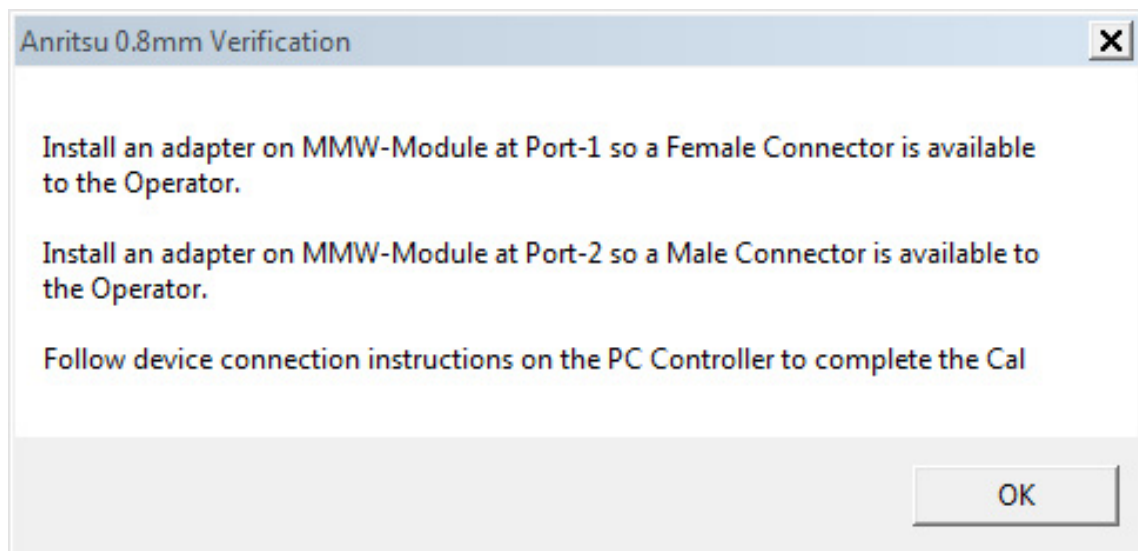 Anritsu 0.8mm Verification
Install an adapter on MMW-Module at Port-1 so a Female Connector is available
to the Operator.
Install an adapter on MMW-Module at Port-2 so a Male Connector is available to
the Operator.
Follow device connection instructions on the PC Controller to complete the Cal
OK